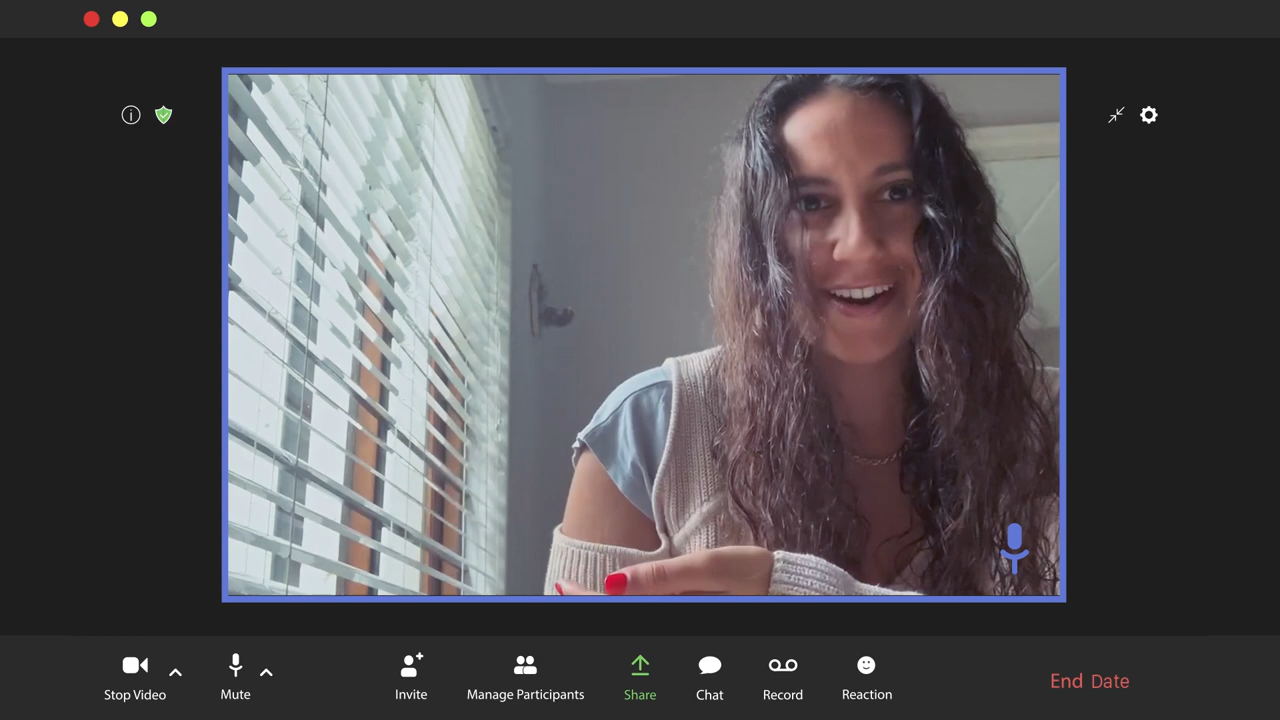 Stop Video
Mute
Invite
Manage Participants
Share
Chat
Record
Reaction
End Date